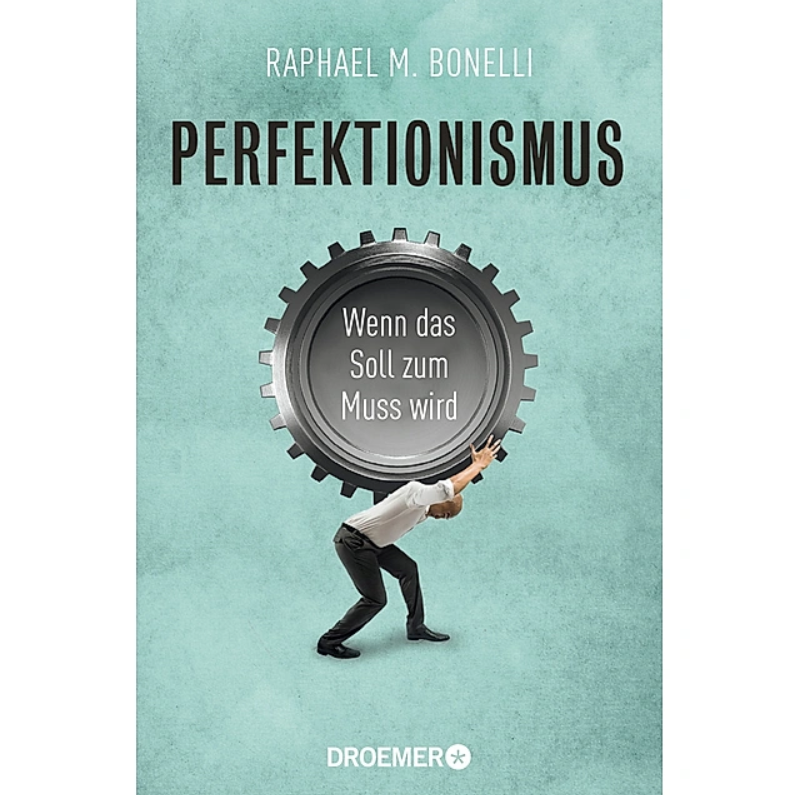 RAPHAEL M. BONELLI
PERFEKTIONISMUS
Wenn das
Soll zum
Muss wird
DROEMER*